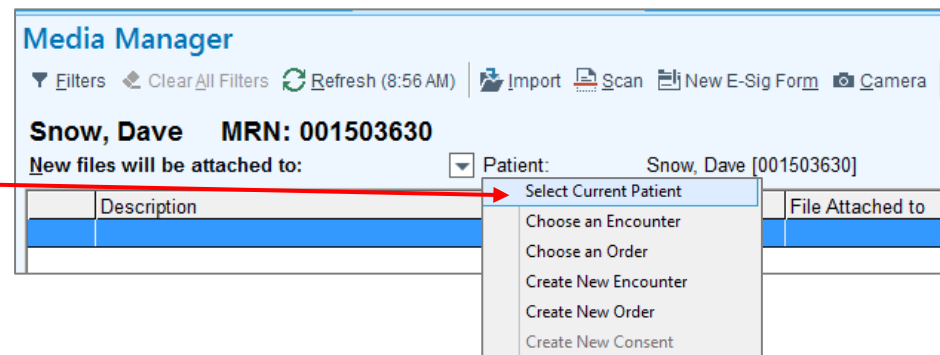 Media Manager
Filters Clear All Filters Refresh (8:56 AM) Import Scan New E-Sig Form Camera
Snow, Dave MRN: 001503630
New files will be attached to: Patient: Snow, Dave [001503630]
Select Current Patient
Description File Attached to
Choose an Encounter
Choose an Order
Create New Encounter
Create New Order
Create New Consent